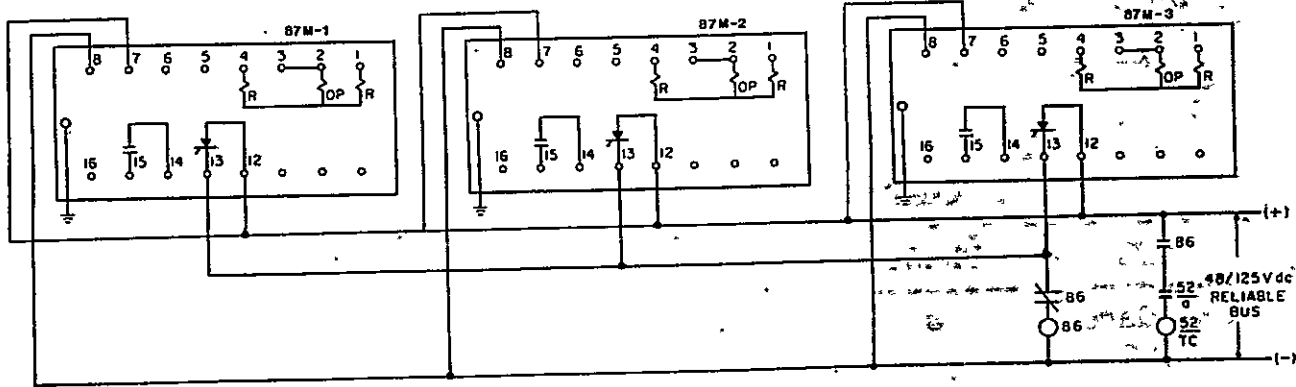 87M-1
8 7 6 5 4 3 2 1
R OP R
16 15 14 13 12
87M-2
8 7 6 5 4 3 2 1
R OP R
16 15 14 13 12
87M-3
8 7 6 5 4 3 2 1
R OP R
16 15 14 13 12
(+)
86
86
86
52
a
52
TC
48/125Vdc
RELIABLE
BUS
(-)